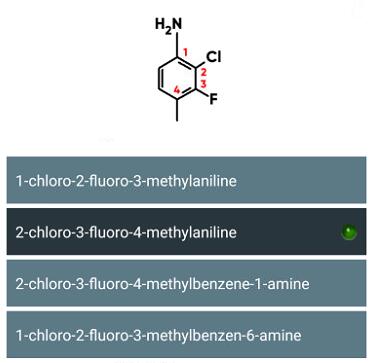 H₂N
1
Cl
2
3
4
F
1-chloro-2-fluoro-3-methylaniline
2-chloro-3-fluoro-4-methylaniline
2-chloro-3-fluoro-4-methylbenzene-1-amine
1-chloro-2-fluoro-3-methylbenzen-6-amine